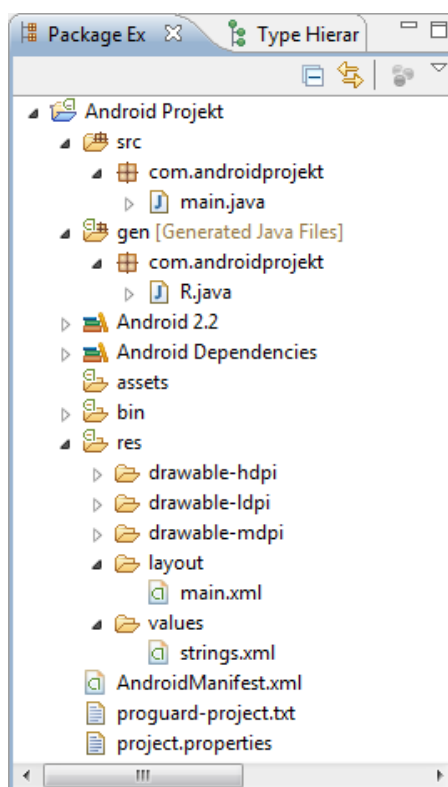 Package Ex Type Hierar
Android Projekt
src
com.androidprojekt
main.java
gen [Generated Java Files]
com.androidprojekt
R.java
Android 2.2
Android Dependencies
assets
bin
res
drawable-hdpi
drawable-ldpi
drawable-mdpi
layout
main.xml
values
strings.xml
AndroidManifest.xml
proguard-project.txt
project.properties